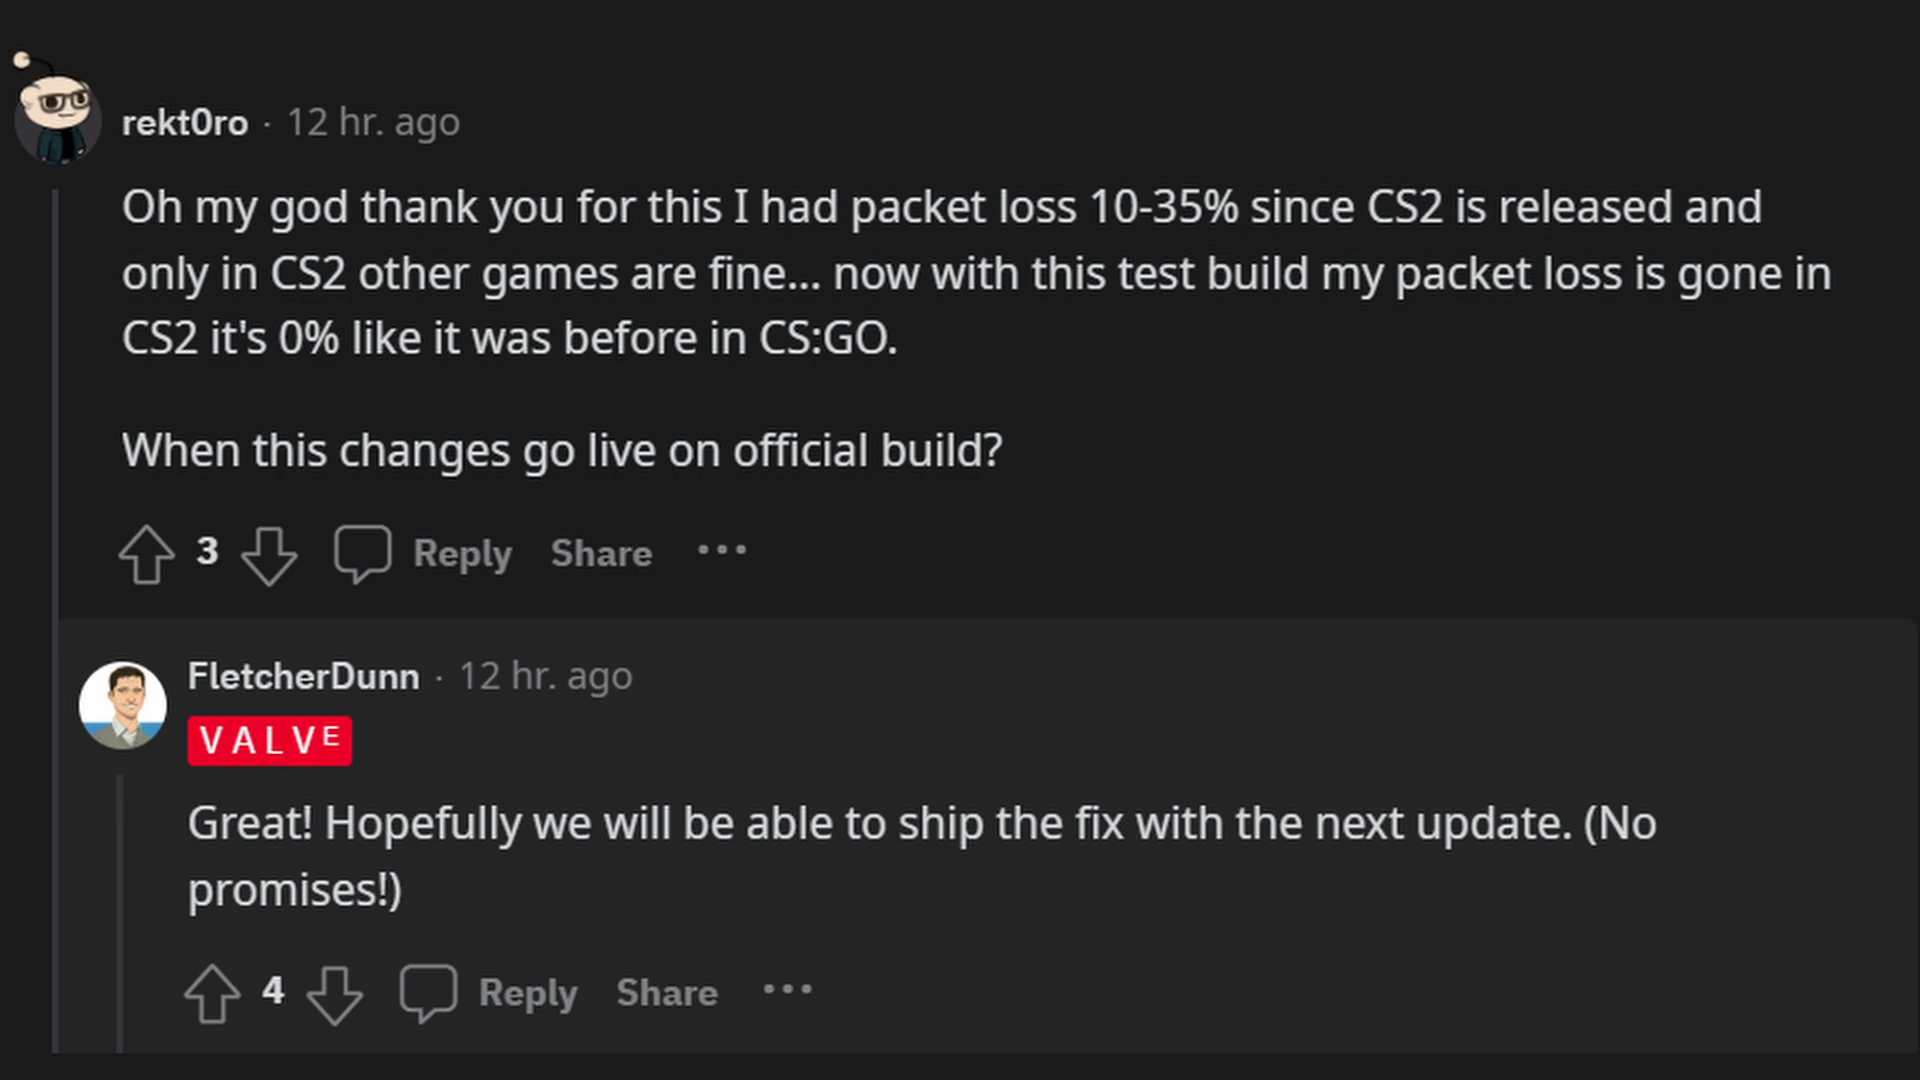 rekt0ro · 12 hr. ago
Oh my god thank you for this I had packet loss 10-35% since CS2 is released and
only in CS2 other games are fine... now with this test build my packet loss is gone in
CS2 it's 0% like it was before in CS:GO.
When this changes go live on official build?
3 Reply Share ···
FletcherDunn · 12 hr. ago
VALVE
Great! Hopefully we will be able to ship the fix with the next update. (No
promises!)
4 Reply Share ···